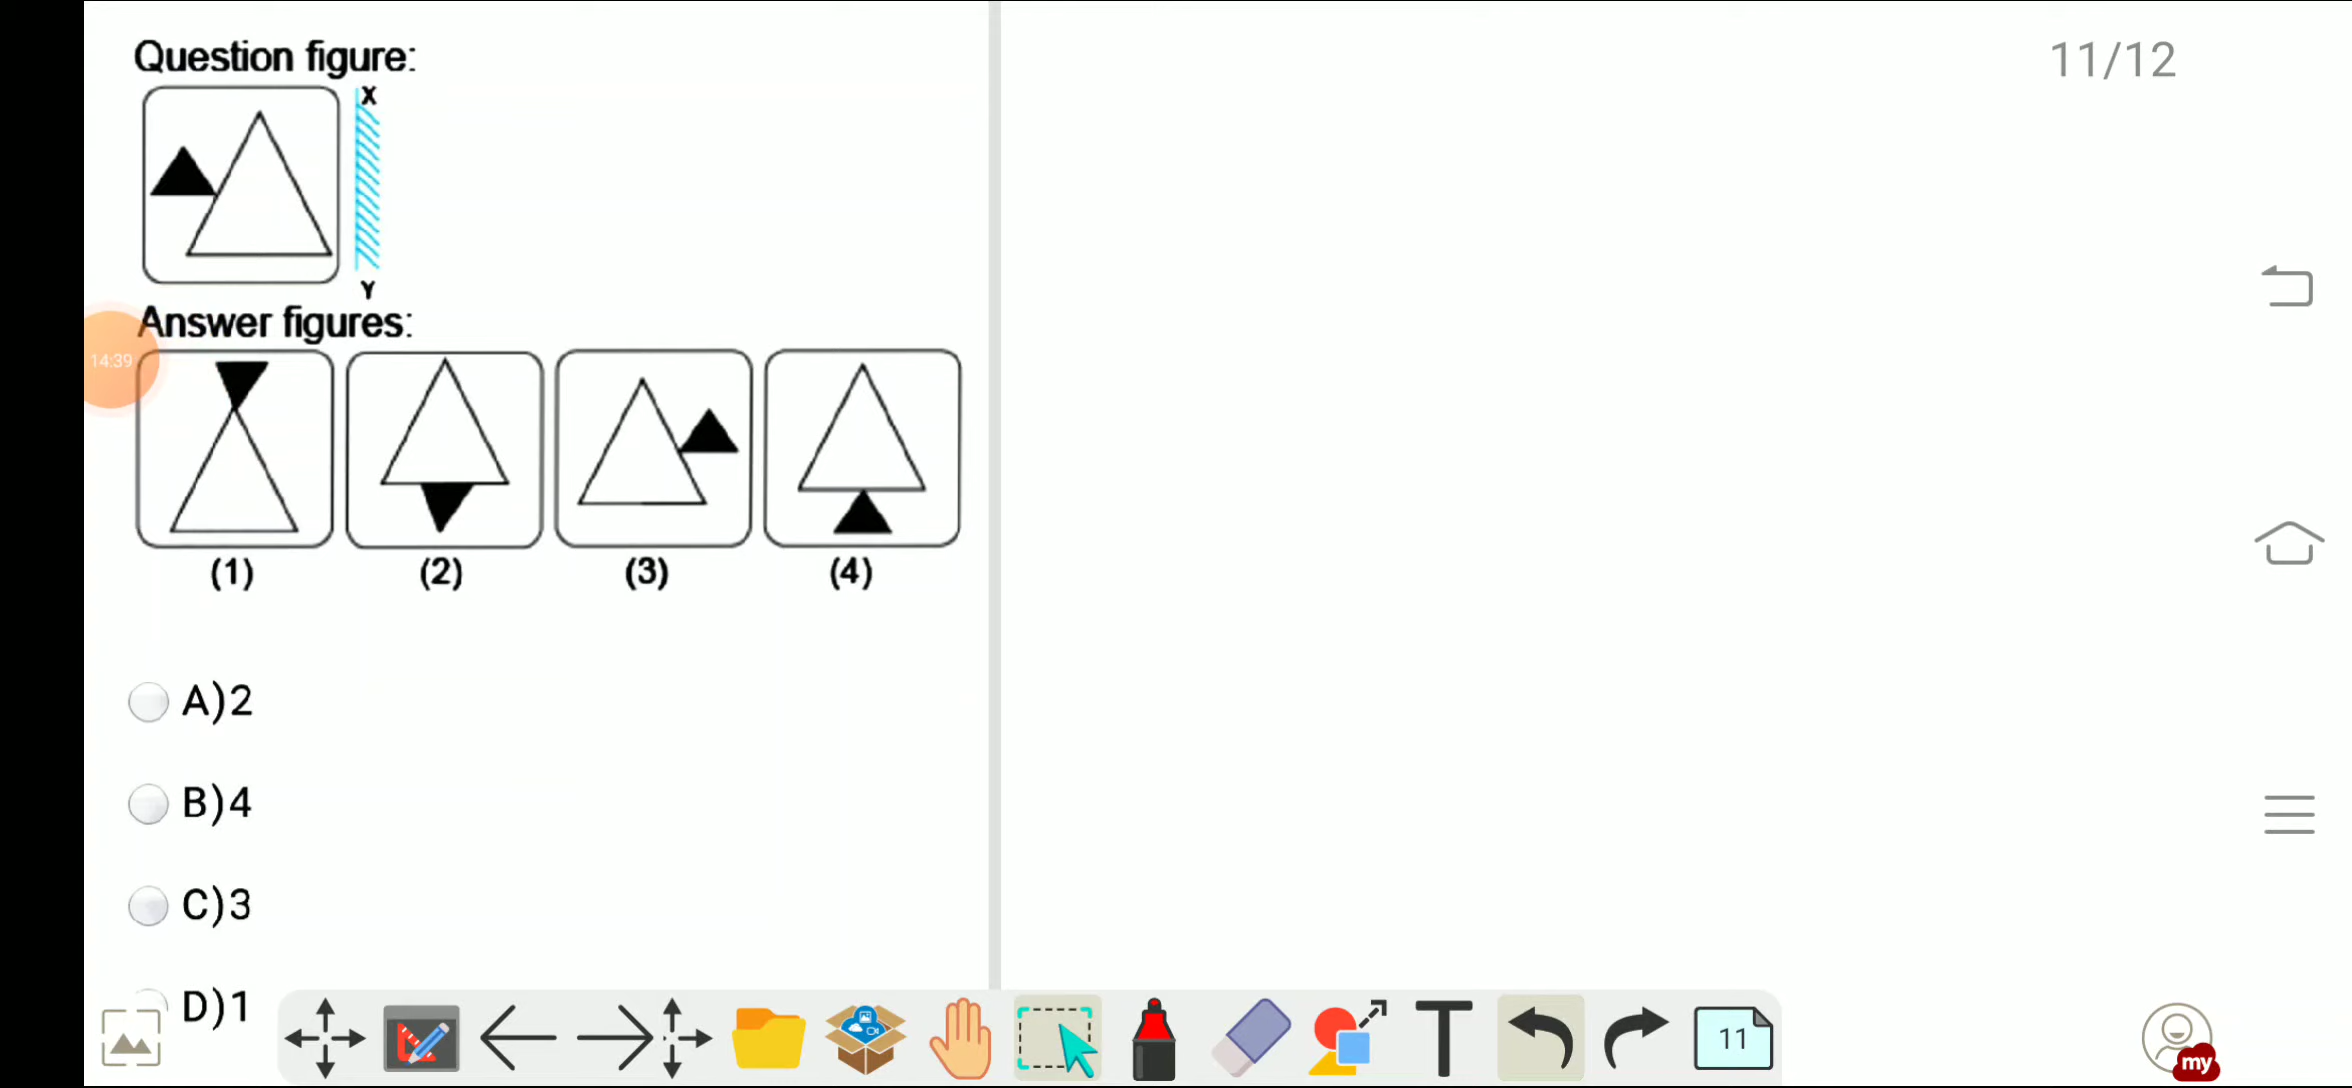 Question figure:
11/12
X
Y
Answer figures:
14:39
(1) (2) (3) (4)
A)2
B)4
C)3
D)1
T
11
my